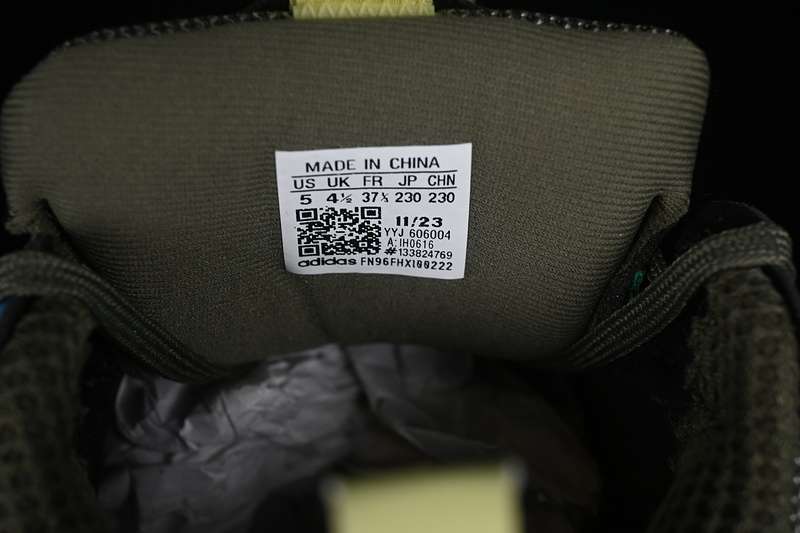 MADE IN CHINA
US UK FR JP CHN
5 4½ 37⅓ 230 230
11/23
YYJ 606004
A:IH0616
#133824769
adidas FN96FHXI00222